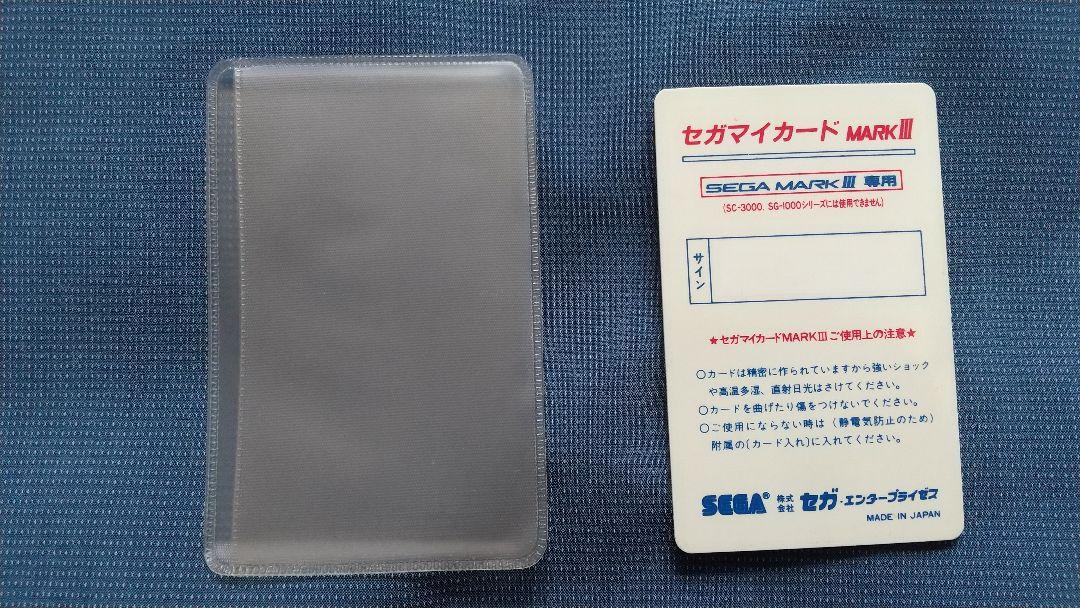 セガマイカード MARKⅢ
SEGA MARKⅢ 専用
(SC-3000, SG-1000シリーズには使用できません)
サイン
★セガマイカードMARKⅢご使用上の注意★
○カードは精密に作られていますから強いショック
や高温多湿、直射日光はさけてください。
○カードを曲げたり傷をつけないでください。
○ご使用にならない時は（静電気防止のため）
附属の〔カード入れ〕に入れてください。
SEGA® 株式会社 セガ・エンタープライゼス
MADE IN JAPAN